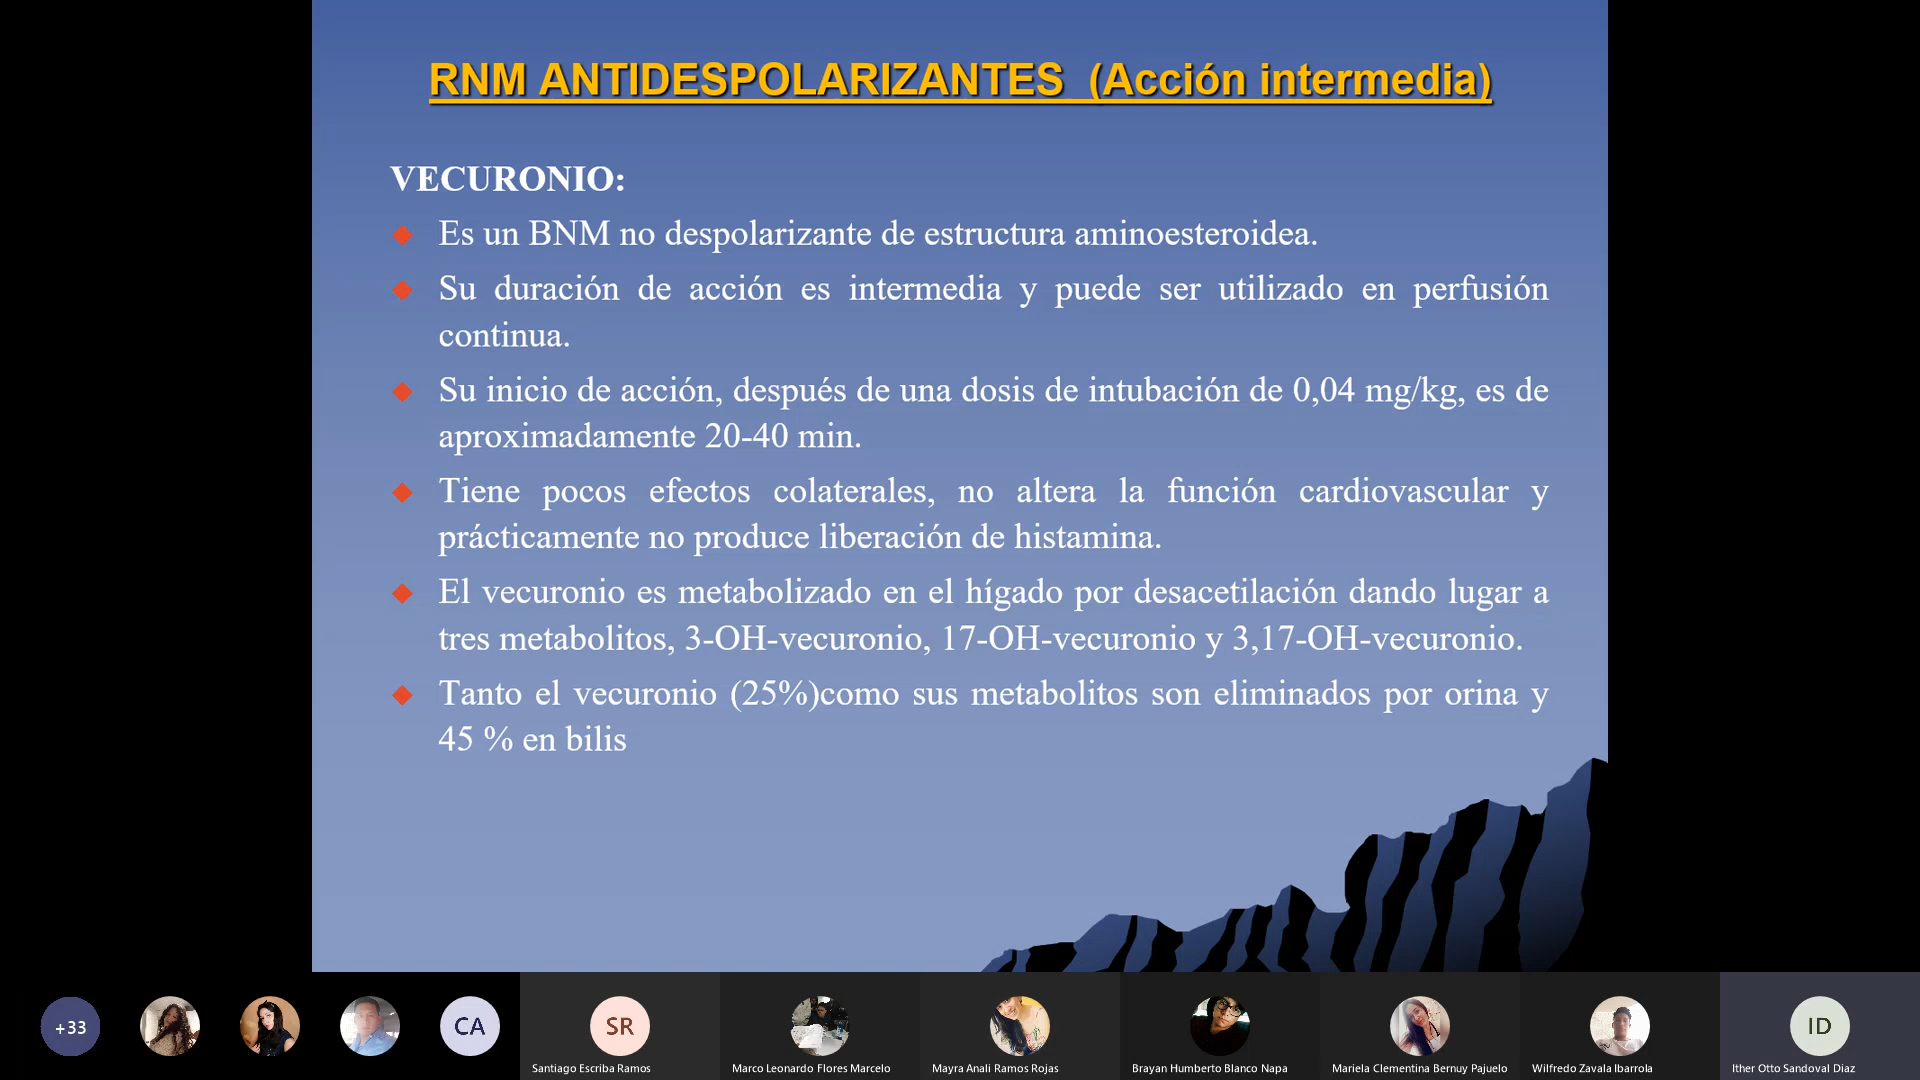 RNM ANTIDESPOLARIZANTES (Acción intermedia)
VECURONIO:
Es un BNM no despolarizante de estructura aminoesteroidea.
Su duración de acción es intermedia y puede ser utilizado en perfusión
continua.
Su inicio de acción, después de una dosis de intubación de 0,04 mg/kg, es de
aproximadamente 20-40 min.
Tiene pocos efectos colaterales, no altera la función cardiovascular y
prácticamente no produce liberación de histamina.
El vecuronio es metabolizado en el hígado por desacetilación dando lugar a
tres metabolitos, 3-OH-vecuronio, 17-OH-vecuronio y 3,17-OH-vecuronio.
Tanto el vecuronio (25%)como sus metabolitos son eliminados por orina y
45 % en bilis
+33
CA
SR
ID
Santiago Escriba Ramos
Marco Leonardo Flores Marcelo
Mayra Anali Ramos Rojas
Brayan Humberto Blanco Napa
Mariela Clementina Bernuy Pajuelo
Wilfredo Zavala Ibarrola
Ither Otto Sandoval Diaz